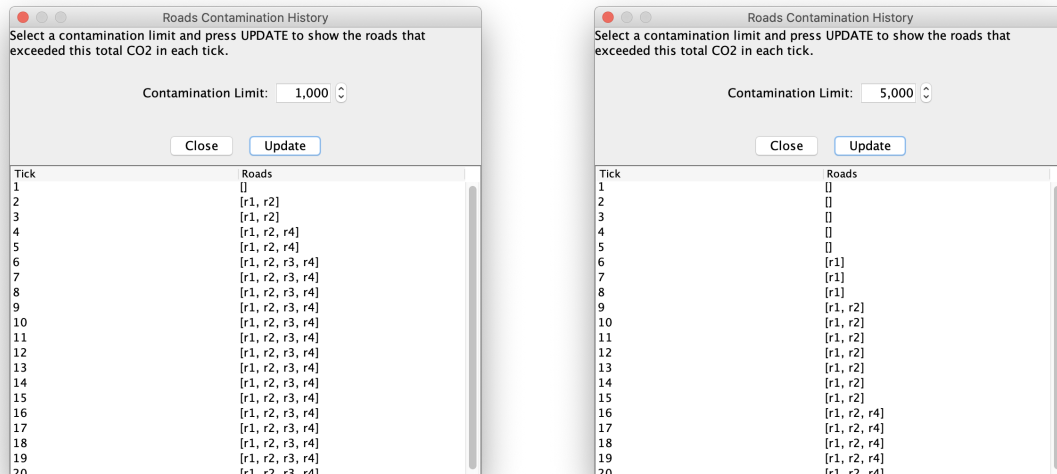 Roads Contamination History
Select a contamination limit and press UPDATE to show the roads that
exceeded this total CO2 in each tick.
Contamination Limit: 1,000
Close Update
Tick Roads
1 []
2 [r1, r2]
3 [r1, r2]
4 [r1, r2, r4]
5 [r1, r2, r4]
6 [r1, r2, r3, r4]
7 [r1, r2, r3, r4]
8 [r1, r2, r3, r4]
9 [r1, r2, r3, r4]
10 [r1, r2, r3, r4]
11 [r1, r2, r3, r4]
12 [r1, r2, r3, r4]
13 [r1, r2, r3, r4]
14 [r1, r2, r3, r4]
15 [r1, r2, r3, r4]
16 [r1, r2, r3, r4]
17 [r1, r2, r3, r4]
18 [r1, r2, r3, r4]
19 [r1, r2, r3, r4]
20 [r1, r2, r3, r4]
Roads Contamination History
Select a contamination limit and press UPDATE to show the roads that
exceeded this total CO2 in each tick.
Contamination Limit: 5,000
Close Update
Tick Roads
1 []
2 []
3 []
4 []
5 []
6 [r1]
7 [r1]
8 [r1]
9 [r1, r2]
10 [r1, r2]
11 [r1, r2]
12 [r1, r2]
13 [r1, r2]
14 [r1, r2]
15 [r1, r2]
16 [r1, r2, r4]
17 [r1, r2, r4]
18 [r1, r2, r4]
19 [r1, r2, r4]
20 [r1, r2, r4]